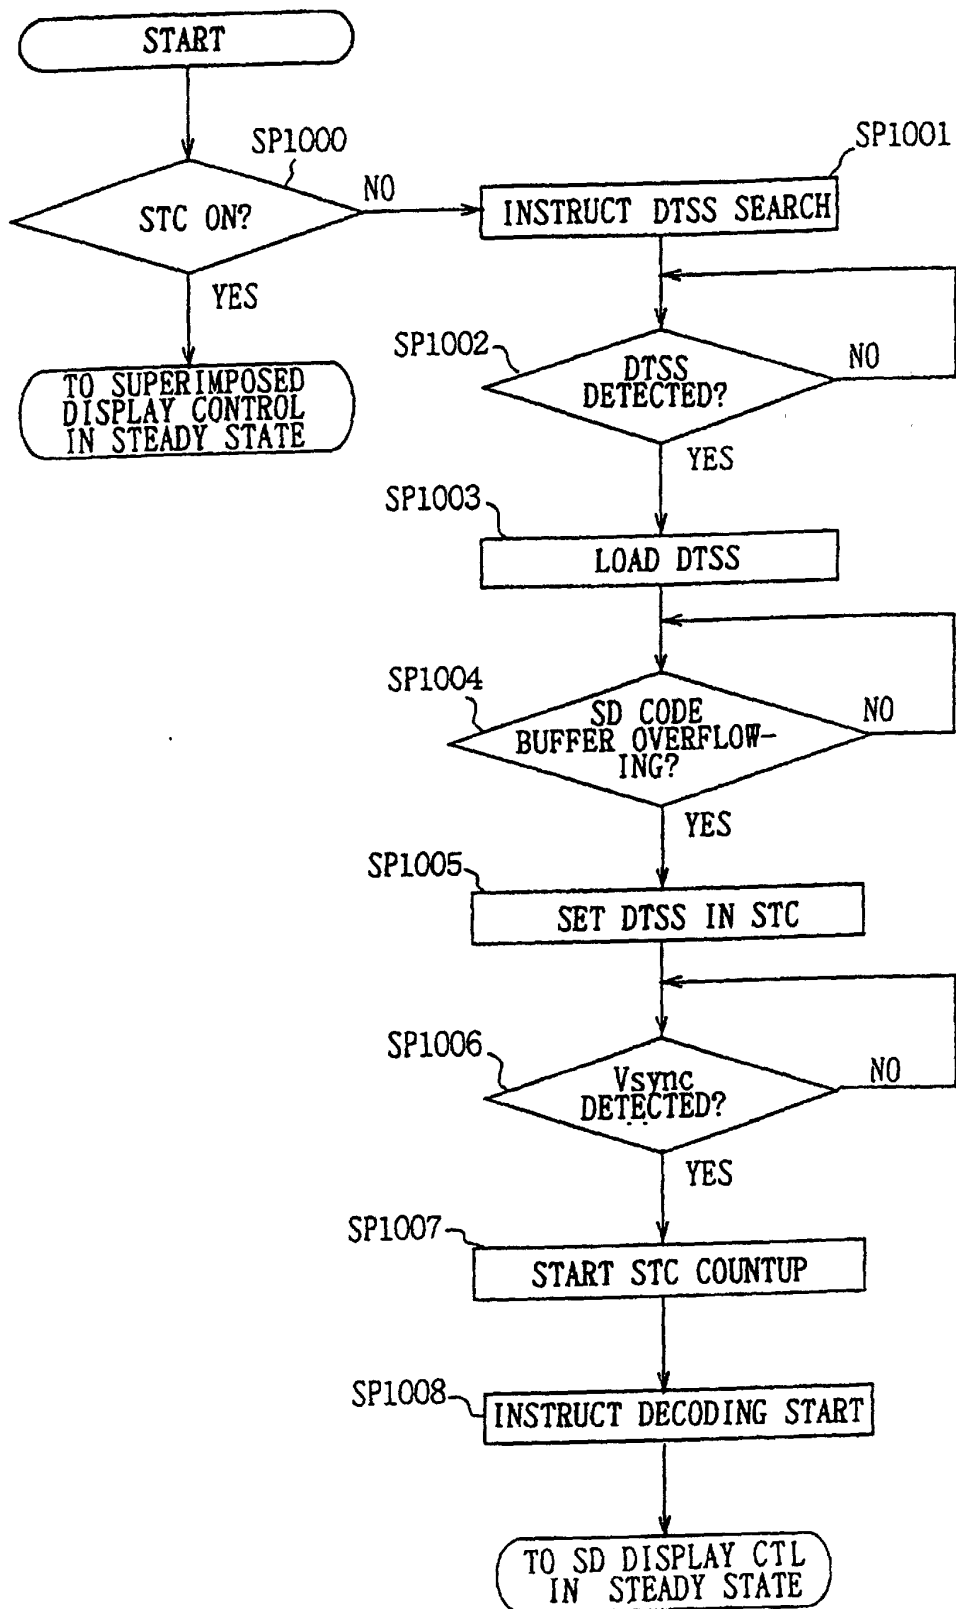 START
SP1000
STC ON?
NO
YES
TO SUPERIMPOSED
DISPLAY CONTROL
IN STEADY STATE
SP1001
INSTRUCT DTSS SEARCH
SP1002
DTSS
DETECTED?
NO
YES
SP1003
LOAD DTSS
SP1004
SD CODE
BUFFER OVERFLOW-
ING?
NO
YES
SP1005
SET DTSS IN STC
SP1006
Vsync
DETECTED?
NO
YES
SP1007
START STC COUNTUP
SP1008
INSTRUCT DECODING START
TO SD DISPLAY CTL
IN STEADY STATE